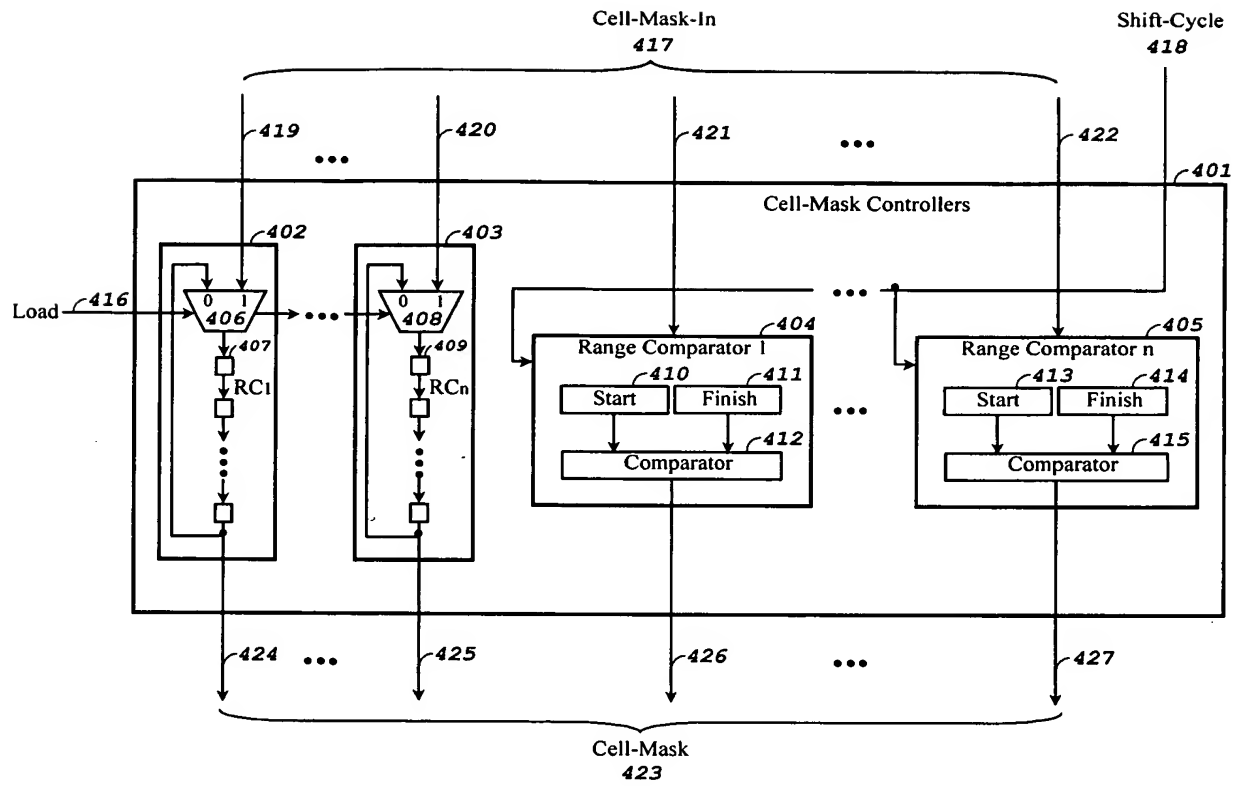 Cell-Mask-In
417
Shift-Cycle
418
419
420
421
422
401
Cell-Mask Controllers
402
403
Load
416
0 1
406
0 1
408
407
RC1
409
RCn
404
Range Comparator 1
410
411
Start
Finish
412
Comparator
405
Range Comparator n
413
414
Start
Finish
415
Comparator
424
425
426
427
Cell-Mask
423